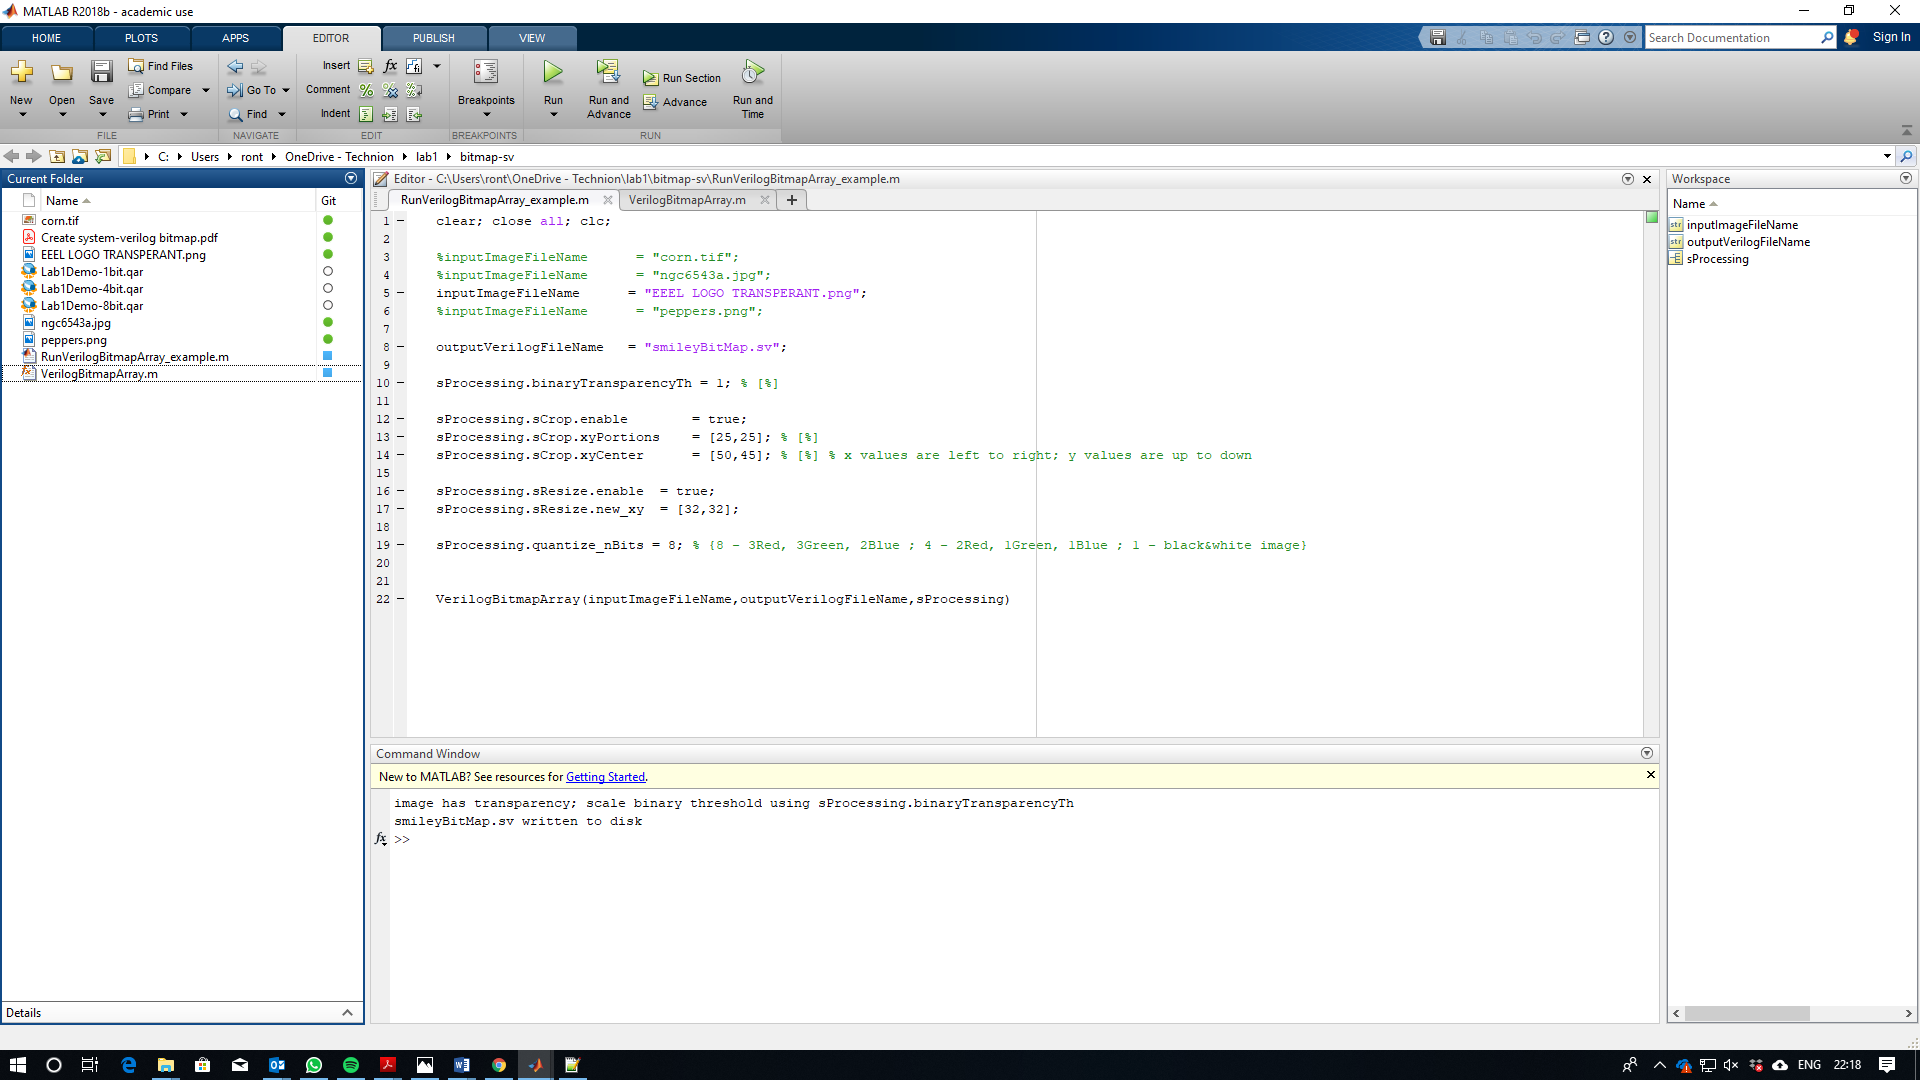 MATLAB R2018b - academic use
HOME PLOTS APPS EDITOR PUBLISH VIEW
Search Documentation
Sign In
New Open Save
Find Files
Compare
Print
Go To
Find
Insert
Comment
Indent
fx
Breakpoints
Run
Run and Advance
Run Section
Advance
Run and Time
FILE NAVIGATE EDIT BREAKPOINTS RUN
C: Users ront OneDrive - Technion lab1 bitmap-sv
Current Folder
Name Git
corn.tif
Create system-verilog bitmap.pdf
EEEL LOGO TRANSPERANT.png
Lab1Demo-1bit.qar
Lab1Demo-4bit.qar
Lab1Demo-8bit.qar
ngc6543a.jpg
peppers.png
RunVerilogBitmapArray_example.m
VerilogBitmapArray.m
Details
Editor - C:\Users\ront\OneDrive - Technion\lab1\bitmap-sv\RunVerilogBitmapArray_example.m
RunVerilogBitmapArray_example.m VerilogBitmapArray.m
1 clear; close all; clc;
2
3 %inputImageFileName = "corn.tif";
4 %inputImageFileName = "ngc6543a.jpg";
5 inputImageFileName = "EEEL LOGO TRANSPERANT.png";
6 %inputImageFileName = "peppers.png";
7
8 outputVerilogFileName = "smileyBitMap.sv";
9
10 sProcessing.binaryTransparencyTh = 1; % [%]
11
12 sProcessing.sCrop.enable = true;
13 sProcessing.sCrop.xyPortions = [25,25]; % [%]
14 sProcessing.sCrop.xyCenter = [50,45]; % [%] % x values are left to right; y values are up to down
15
16 sProcessing.sResize.enable = true;
17 sProcessing.sResize.new_xy = [32,32];
18
19 sProcessing.quantize_nBits = 8; % {8 - 3Red, 3Green, 2Blue ; 4 - 2Red, 1Green, 1Blue ; 1 - black&white image}
20
21
22 VerilogBitmapArray(inputImageFileName,outputVerilogFileName,sProcessing)
Command Window
New to MATLAB? See resources for Getting Started.
image has transparency; scale binary threshold using sProcessing.binaryTransparencyTh
smileyBitMap.sv written to disk
fx >>
Workspace
Name
inputImageFileName
outputVerilogFileName
sProcessing
ENG 22:18